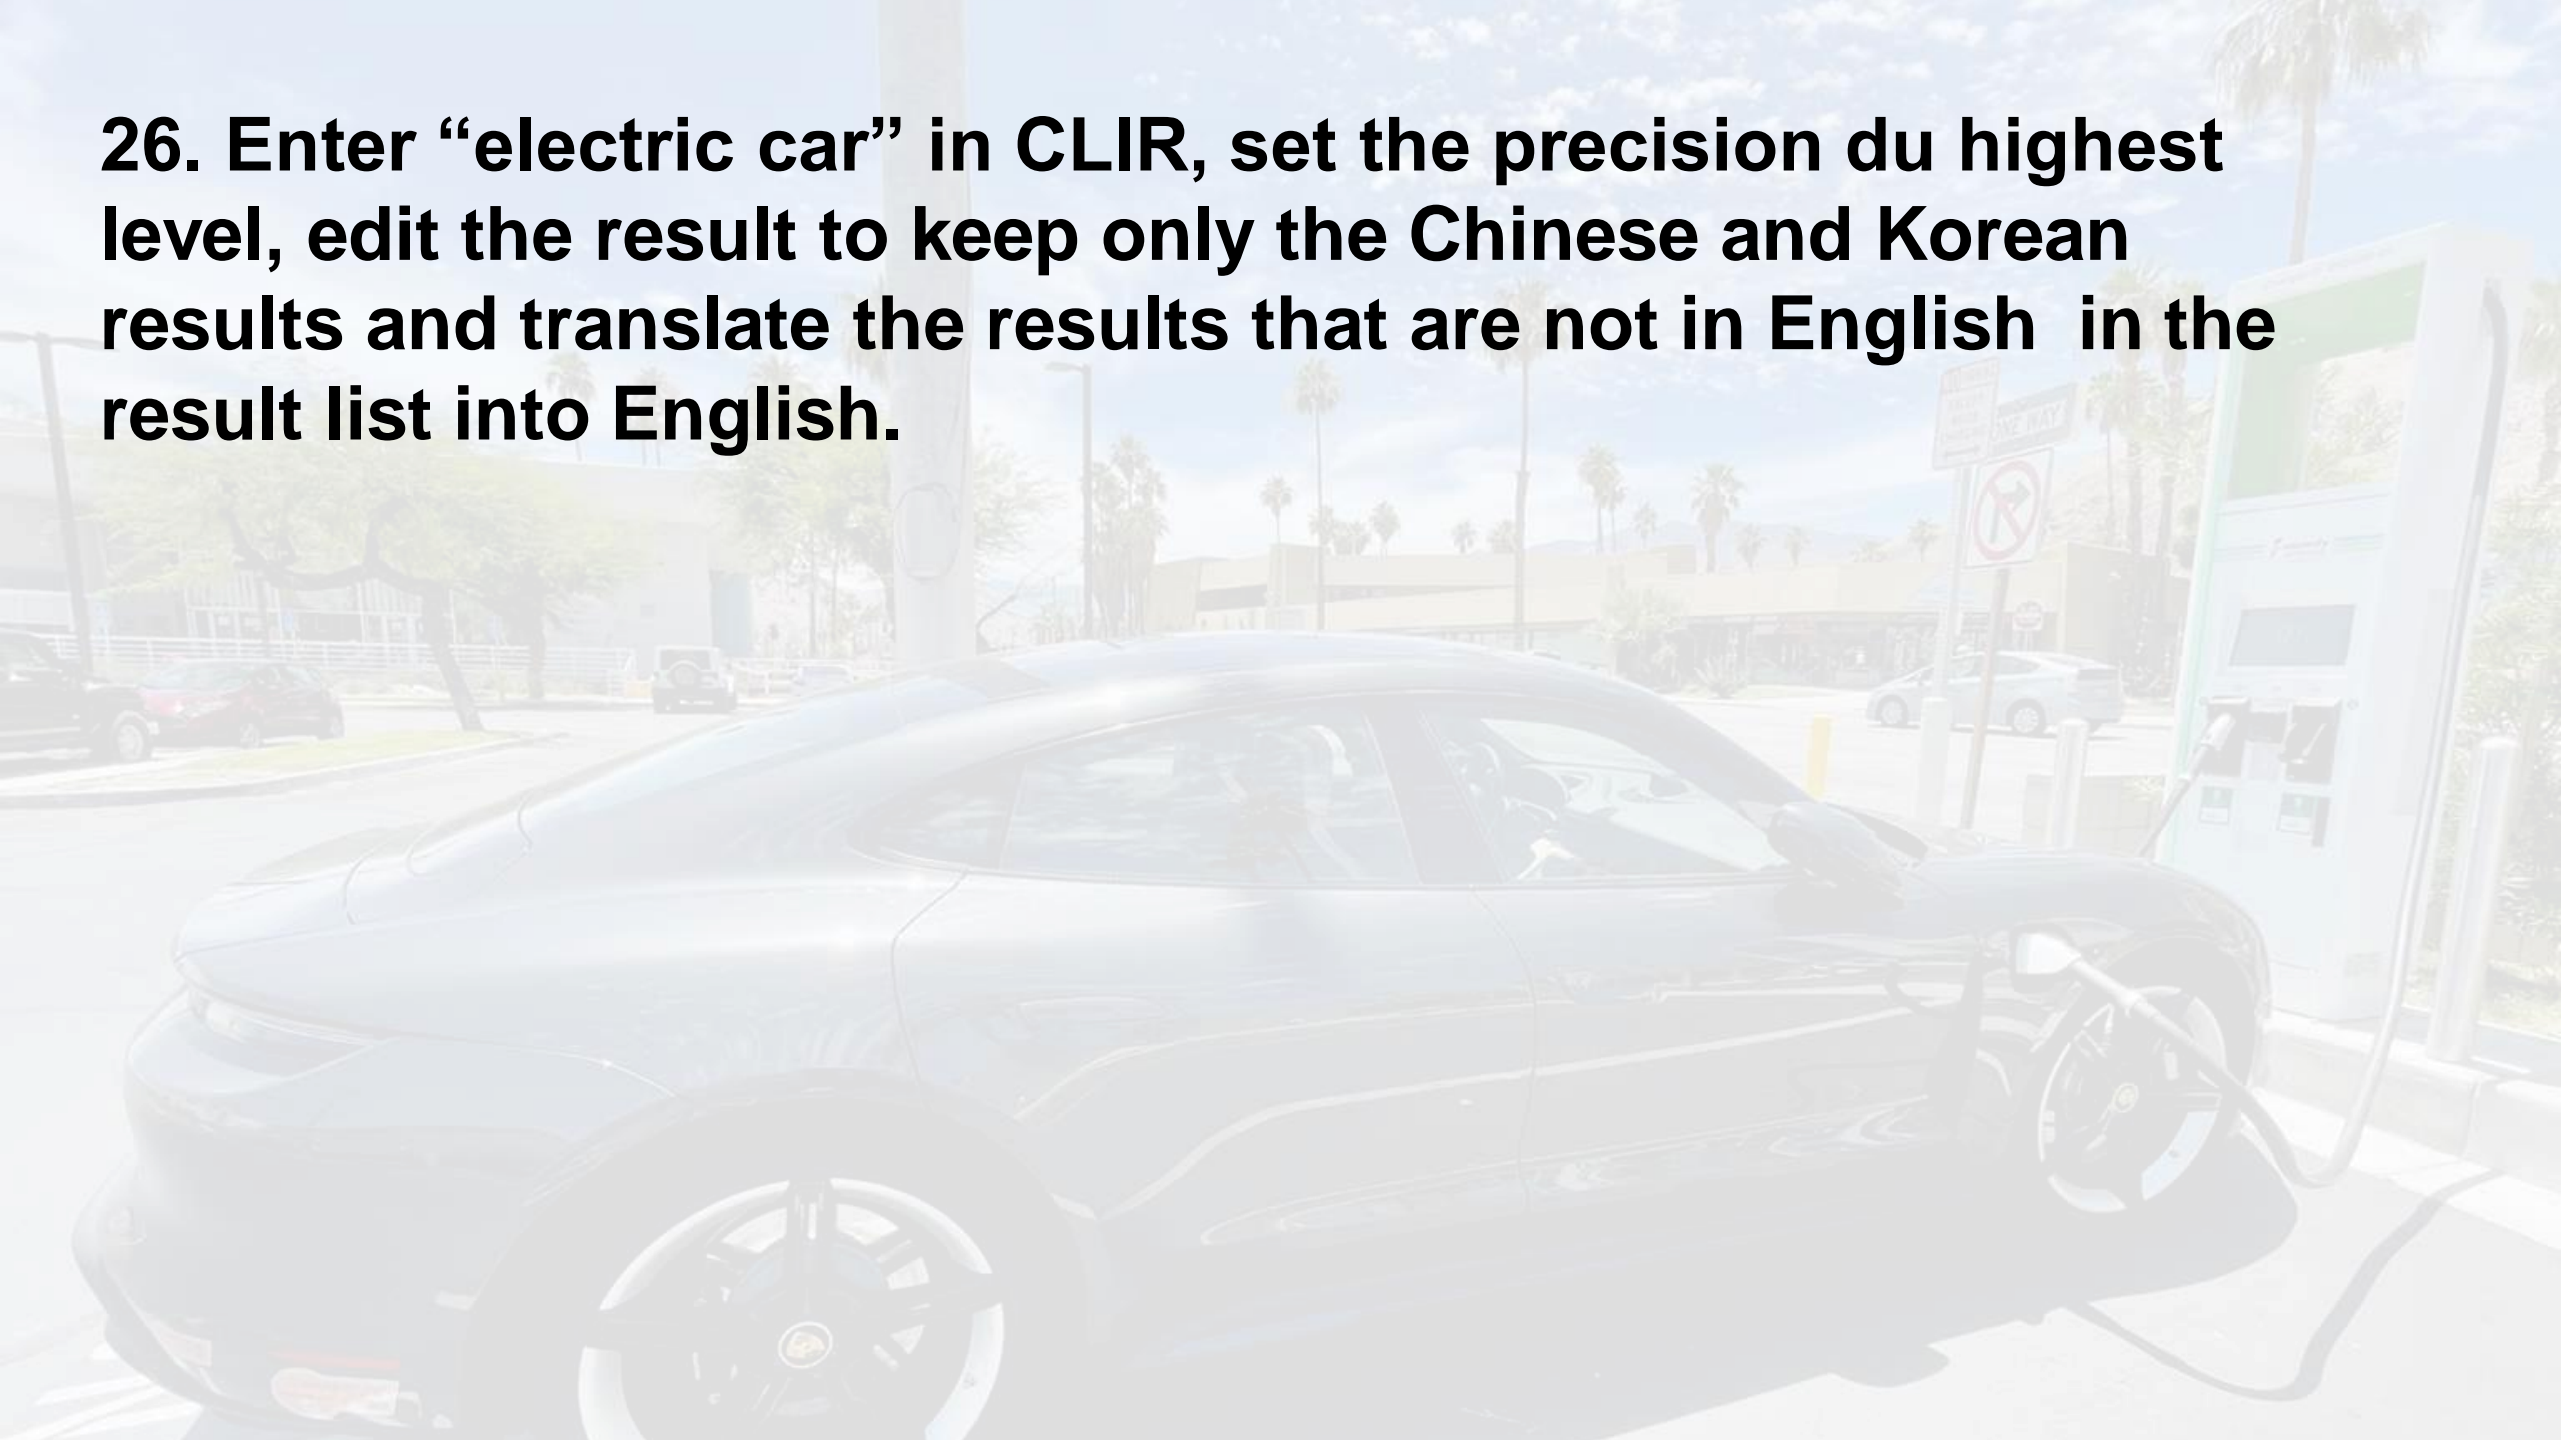 26. Enter “electric car” in CLIR, set the precision du highest
level, edit the result to keep only the Chinese and Korean
results and translate the results that are not in English  in the
result list into English.
ONE WAY